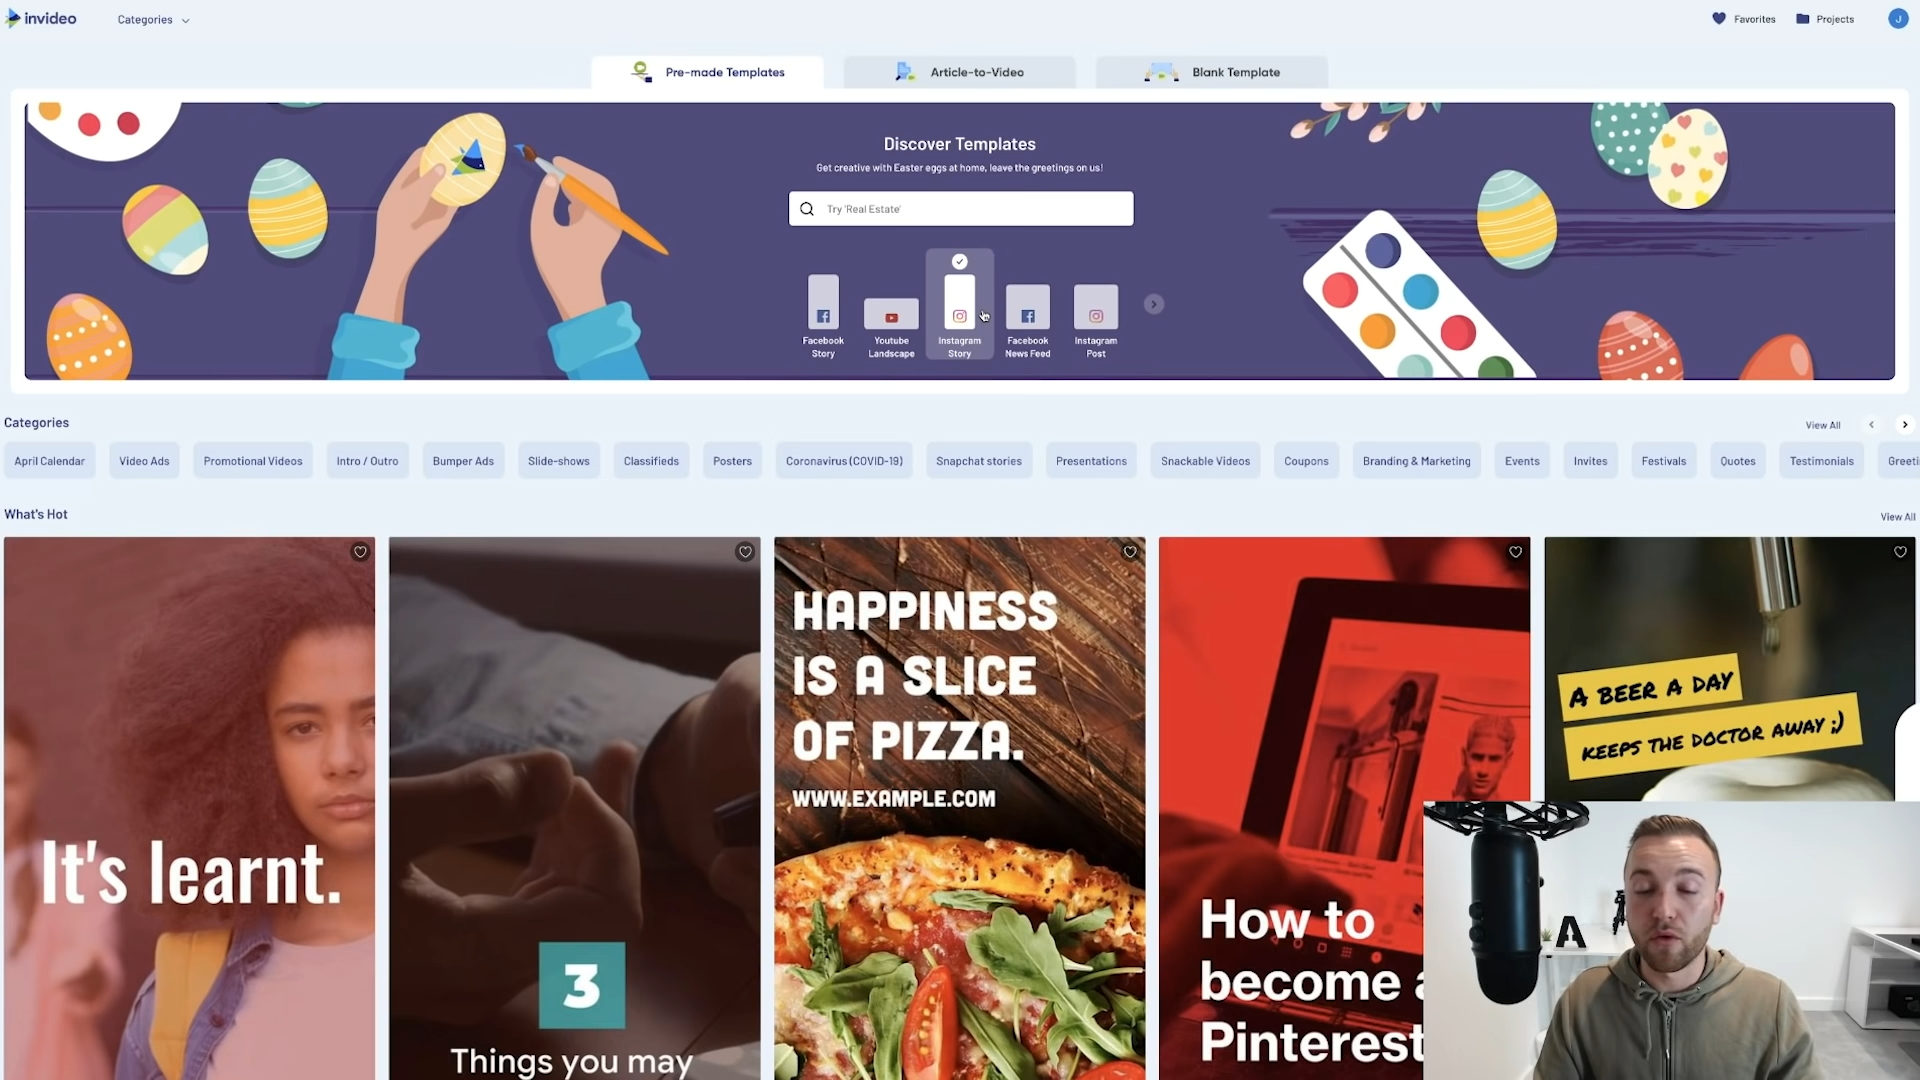 invideo
Categories
Favorites
Projects
J
Pre-made Templates
Article-to-Video
Blank Template
Discover Templates
Get creative with Easter eggs at home, leave the greetings on us!
Try 'Real Estate'
Facebook
Story
Youtube
Landscape
Instagram
Story
Facebook
News Feed
Instagram
Post
Categories
View All
April Calendar
Video Ads
Promotional Videos
Intro / Outro
Bumper Ads
Slide-shows
Classifieds
Posters
Coronavirus (COVID-19)
Snapchat stories
Presentations
Snackable Videos
Coupons
Branding & Marketing
Events
Invites
Festivals
Quotes
Testimonials
Greeti
What's Hot
View All
It's learnt.
3
Things you may
HAPPINESS
IS A SLICE
OF PIZZA.
WWW.EXAMPLE.COM
How to
become a
Pinterest
A BEER A DAY
KEEPS THE DOCTOR AWAY ;)
A